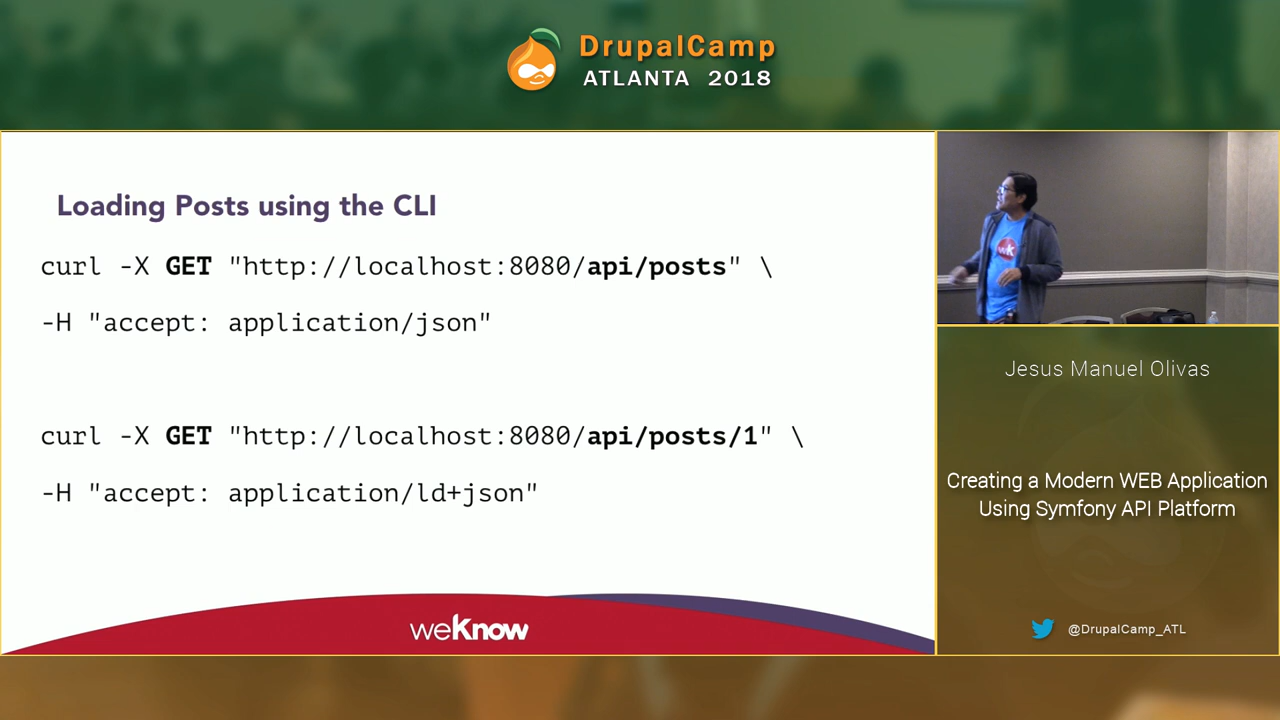 DrupalCamp
ATLANTA 2018
Loading Posts using the CLI
curl -X GET "http://localhost:8080/api/posts" \
-H "accept: application/json"
curl -X GET "http://localhost:8080/api/posts/1" \
-H "accept: application/ld+json"
weKnow
wk
Jesus Manuel Olivas
Creating a Modern WEB Application
Using Symfony API Platform
@DrupalCamp_ATL